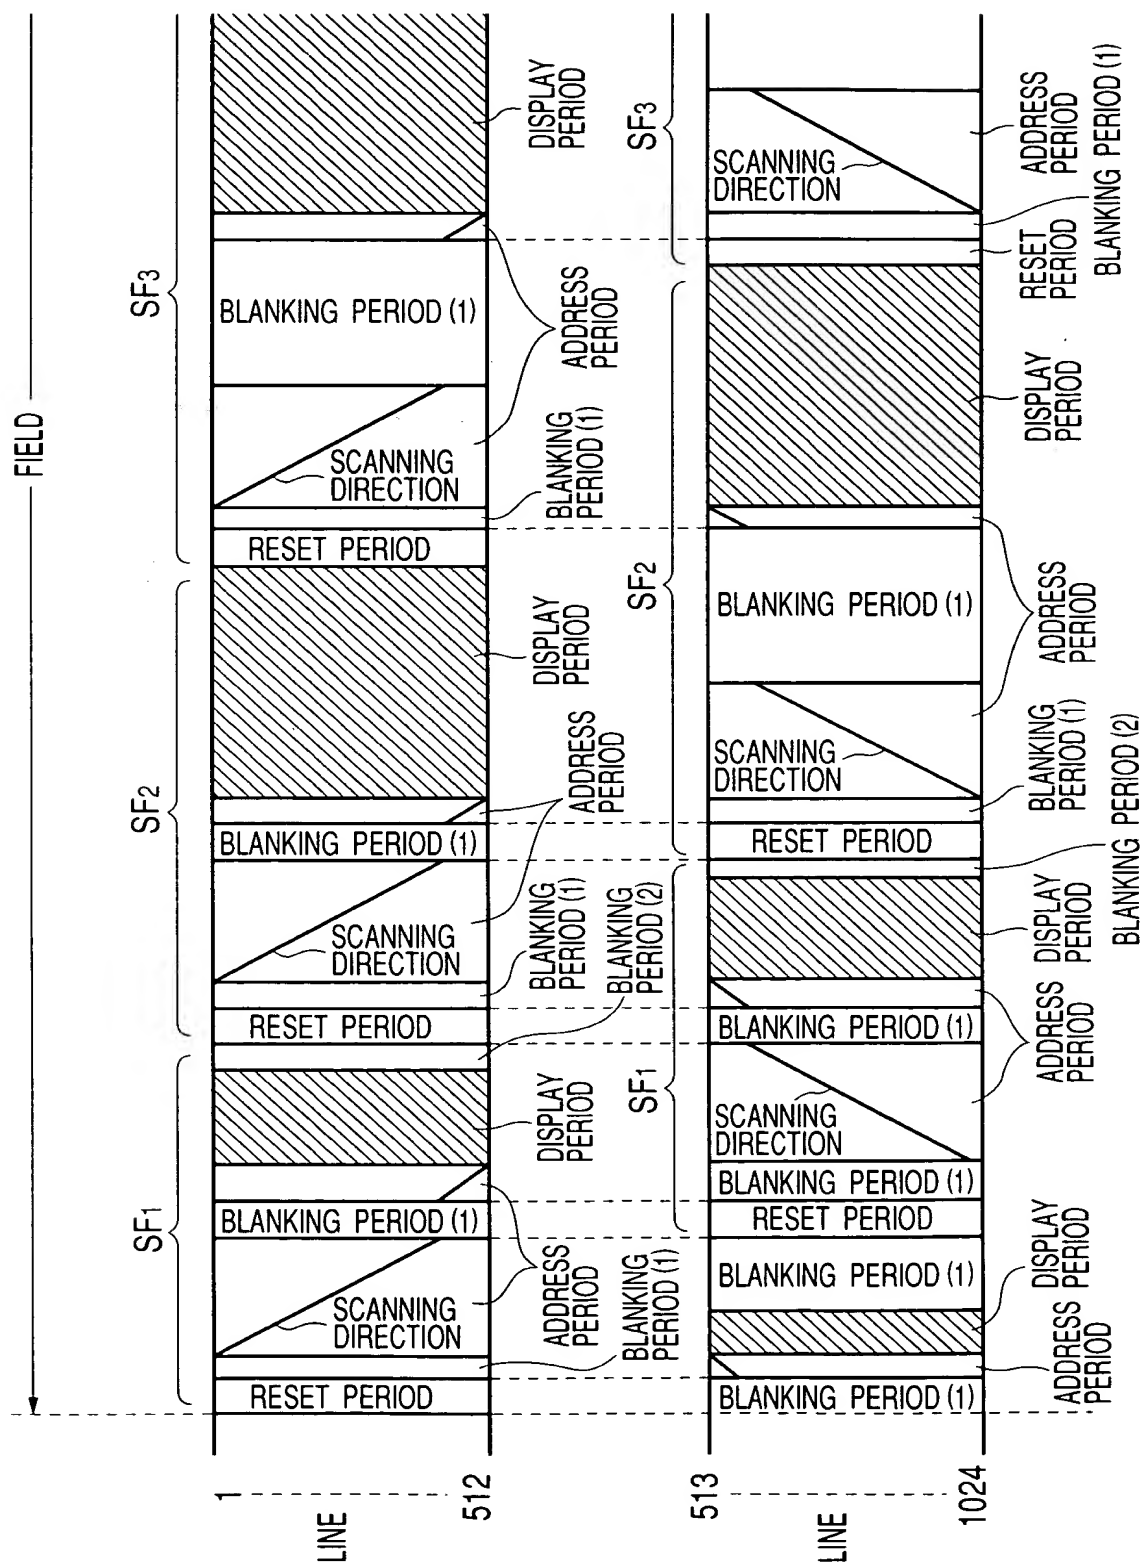 FIELD
SF1
SF2
SF3
LINE
1
512
RESET PERIOD
SCANNING
DIRECTION
BLANKING PERIOD (1)
RESET PERIOD
SCANNING
DIRECTION
BLANKING PERIOD (1)
RESET PERIOD
SCANNING
DIRECTION
BLANKING PERIOD (1)
ADDRESS
PERIOD
BLANKING
PERIOD (1)
DISPLAY
PERIOD
BLANKING
PERIOD (1)
BLANKING
PERIOD (2)
ADDRESS
PERIOD
DISPLAY
PERIOD
BLANKING
PERIOD (1)
ADDRESS
PERIOD
DISPLAY
PERIOD
SF1
SF2
SF3
LINE
513
1024
BLANKING PERIOD (1)
BLANKING PERIOD (1)
RESET PERIOD
BLANKING PERIOD (1)
SCANNING
DIRECTION
BLANKING PERIOD (1)
RESET PERIOD
SCANNING
DIRECTION
BLANKING PERIOD (1)
SCANNING
DIRECTION
ADDRESS
PERIOD
DISPLAY
PERIOD
ADDRESS
PERIOD
DISPLAY
PERIOD
BLANKING PERIOD (2)
BLANKING
PERIOD (1)
ADDRESS
PERIOD
DISPLAY
PERIOD
RESET
PERIOD
BLANKING PERIOD (1)
ADDRESS
PERIOD